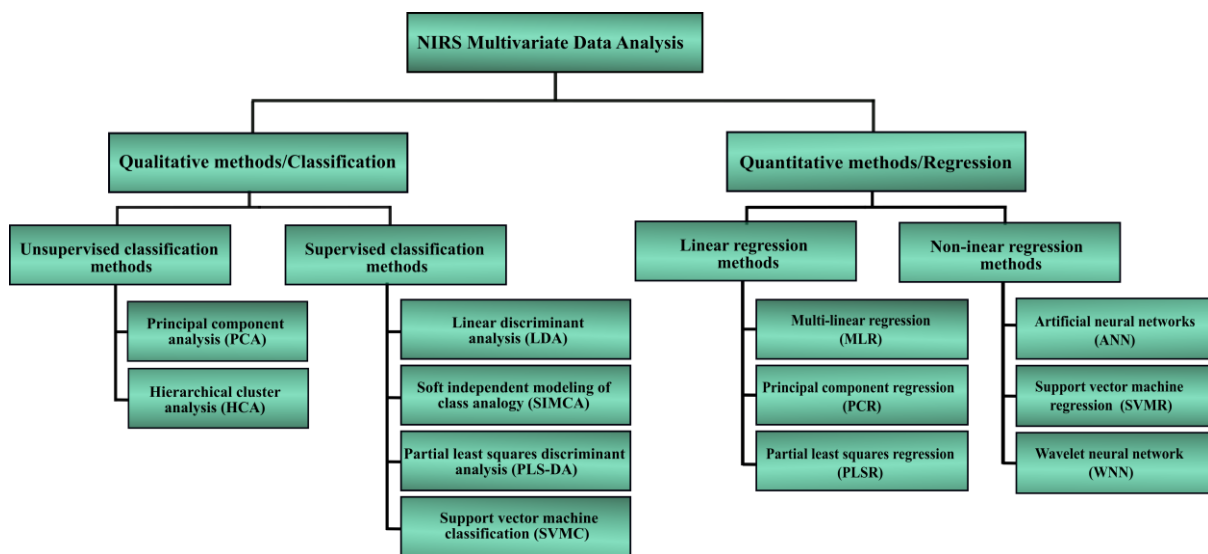 NIRS Multivariate Data Analysis
Qualitative methods/Classification
Quantitative methods/Regression
Unsupervised classification
methods
Supervised classification
methods
Linear regression
methods
Non-inear regression
methods
Principal component
analysis (PCA)
Hierarchical cluster
analysis (HCA)
Linear discriminant
analysis (LDA)
Soft independent modeling of
class analogy (SIMCA)
Partial least squares discriminant
analysis (PLS-DA)
Support vector machine
classification (SVMC)
Multi-linear regression
(MLR)
Principal component regression
(PCR)
Partial least squares regression
(PLSR)
Artificial neural networks
(ANN)
Support vector machine
regression (SVMR)
Wavelet neural network
(WNN)